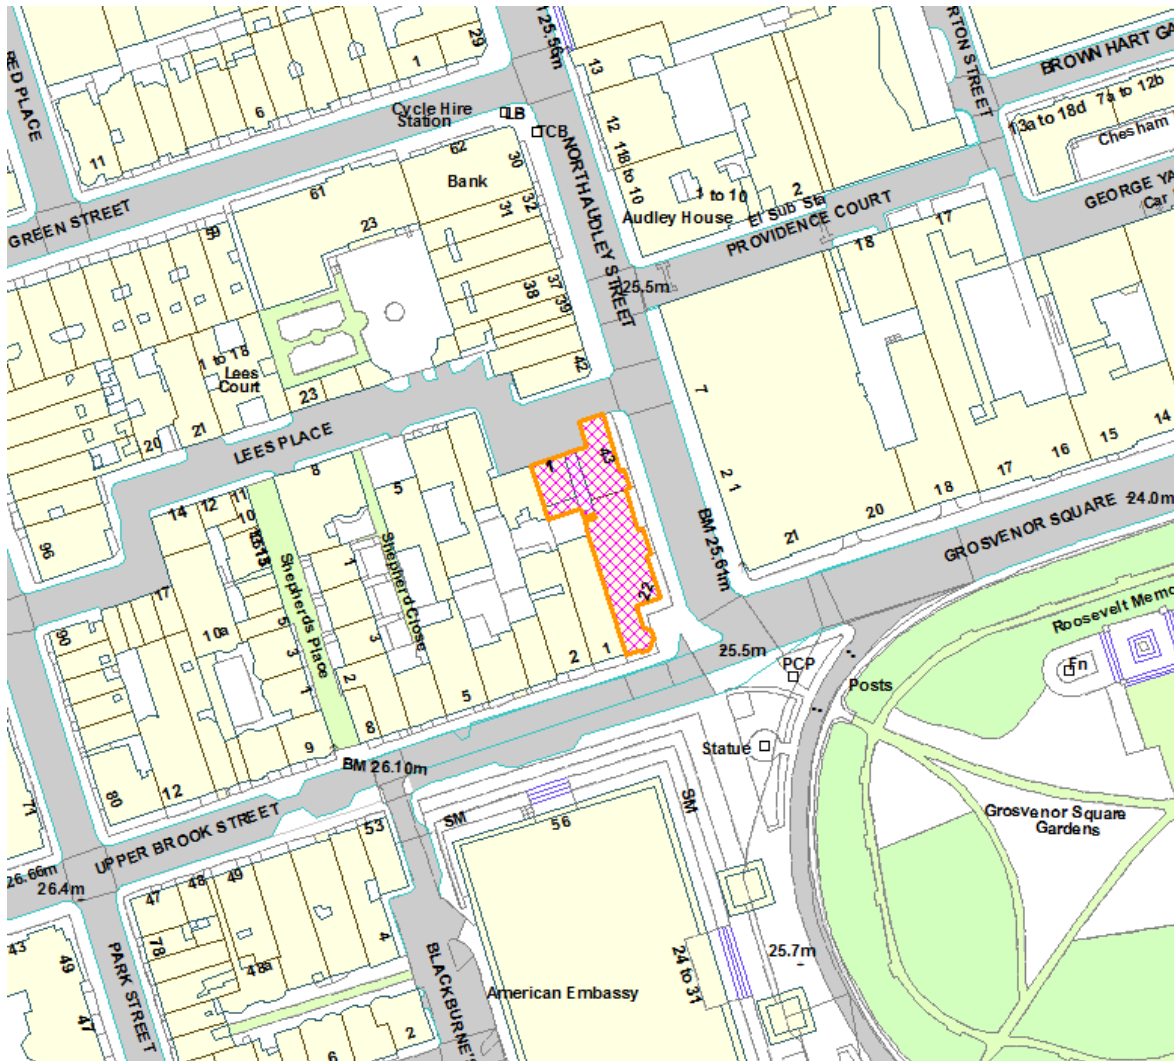 RED PLACE
29
1
25.56m
6
11
Cycle Hire
Station
LB
TCB
13
12
118 to 10
RTON STREET
BROWN HART GA
13a to 18d
7a to 12b
Chesham
GREEN STREET
61
62
Bank
30
32
31
NORTH AUDLEY STREET
1 to 10
Audley House
2
El Sub Sta
PROVIDENCE COURT
17
18
GEORGE YA
Car
59
23
37
38
39
25.5m
42
1 to 18
Lees
Court
23
21
20
LEES PLACE
7
2 1
43
1
8
5
14
12
11
10
96
14
15
16
17
18
20
21
GROSVENOR SQUARE
24.0m
BM 25.61m
Shepherds Place
Shepherd Close
1
3
2
5
3
1
17
10a
90
22
1
2
5
8
9
12
80
25.5m
PCP
Posts
Statue
Roosevelt Memo
Fn
Grosvenor Square
Gardens
BM 26.10m
UPPER BROOK STREET
71
26.66m
26.4m
SM
SM
56
53
49
48
47
4
78
48a
43
49
47
PARK STREET
BLACKBURNE'S
American Embassy
24 to 31
25.7m
2
6